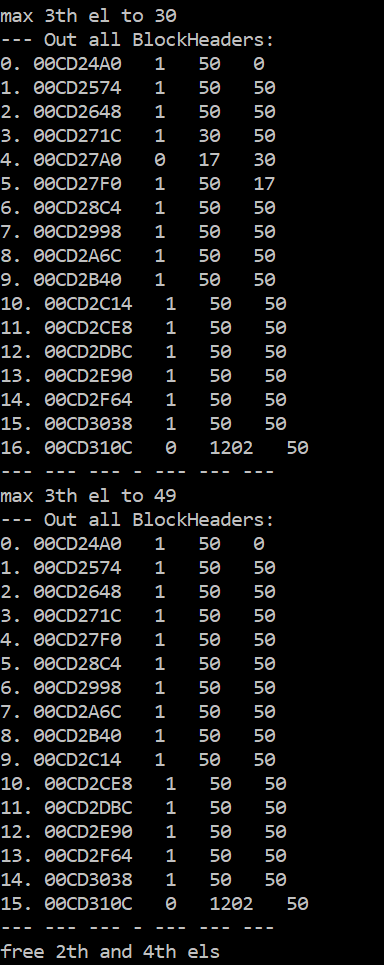 max 3th el to 30
--- Out all BlockHeaders:
0. 00CD24A0   1   50   0
1. 00CD2574   1   50   50
2. 00CD2648   1   50   50
3. 00CD271C   1   30   50
4. 00CD27A0   0   17   30
5. 00CD27F0   1   50   17
6. 00CD28C4   1   50   50
7. 00CD2998   1   50   50
8. 00CD2A6C   1   50   50
9. 00CD2B40   1   50   50
10. 00CD2C14   1   50   50
11. 00CD2CE8   1   50   50
12. 00CD2DBC   1   50   50
13. 00CD2E90   1   50   50
14. 00CD2F64   1   50   50
15. 00CD3038   1   50   50
16. 00CD310C   0   1202   50
--- --- --- - --- --- ---
max 3th el to 49
--- Out all BlockHeaders:
0. 00CD24A0   1   50   0
1. 00CD2574   1   50   50
2. 00CD2648   1   50   50
3. 00CD271C   1   50   50
4. 00CD27F0   1   50   50
5. 00CD28C4   1   50   50
6. 00CD2998   1   50   50
7. 00CD2A6C   1   50   50
8. 00CD2B40   1   50   50
9. 00CD2C14   1   50   50
10. 00CD2CE8   1   50   50
11. 00CD2DBC   1   50   50
12. 00CD2E90   1   50   50
13. 00CD2F64   1   50   50
14. 00CD3038   1   50   50
15. 00CD310C   0   1202   50
--- --- --- - --- --- ---
free 2th and 4th els